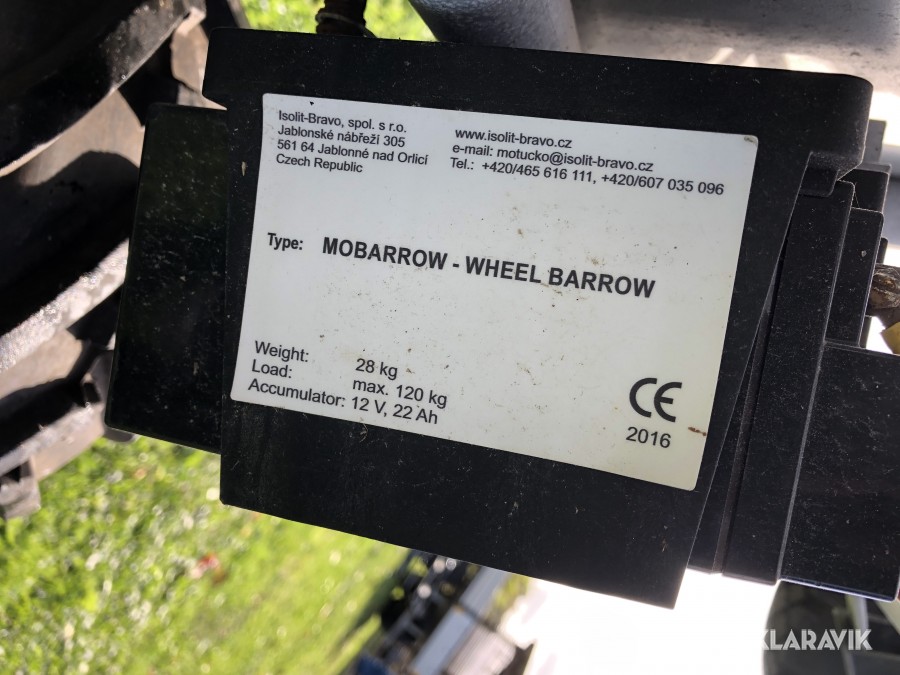 Isolit-Bravo, spol. s r.o.
Jablonské nábřeží 305
561 64 Jablonné nad Orlicí
Czech Republic
www.isolit-bravo.cz
e-mail: motucko@isolit-bravo.cz
Tel.: +420/465 616 111, +420/607 035 096
Type: MOBARROW - WHEEL BARROW
Weight: 28 kg
Load: max. 120 kg
Accumulator: 12 V, 22 Ah
CE
2016
KLARAVIK